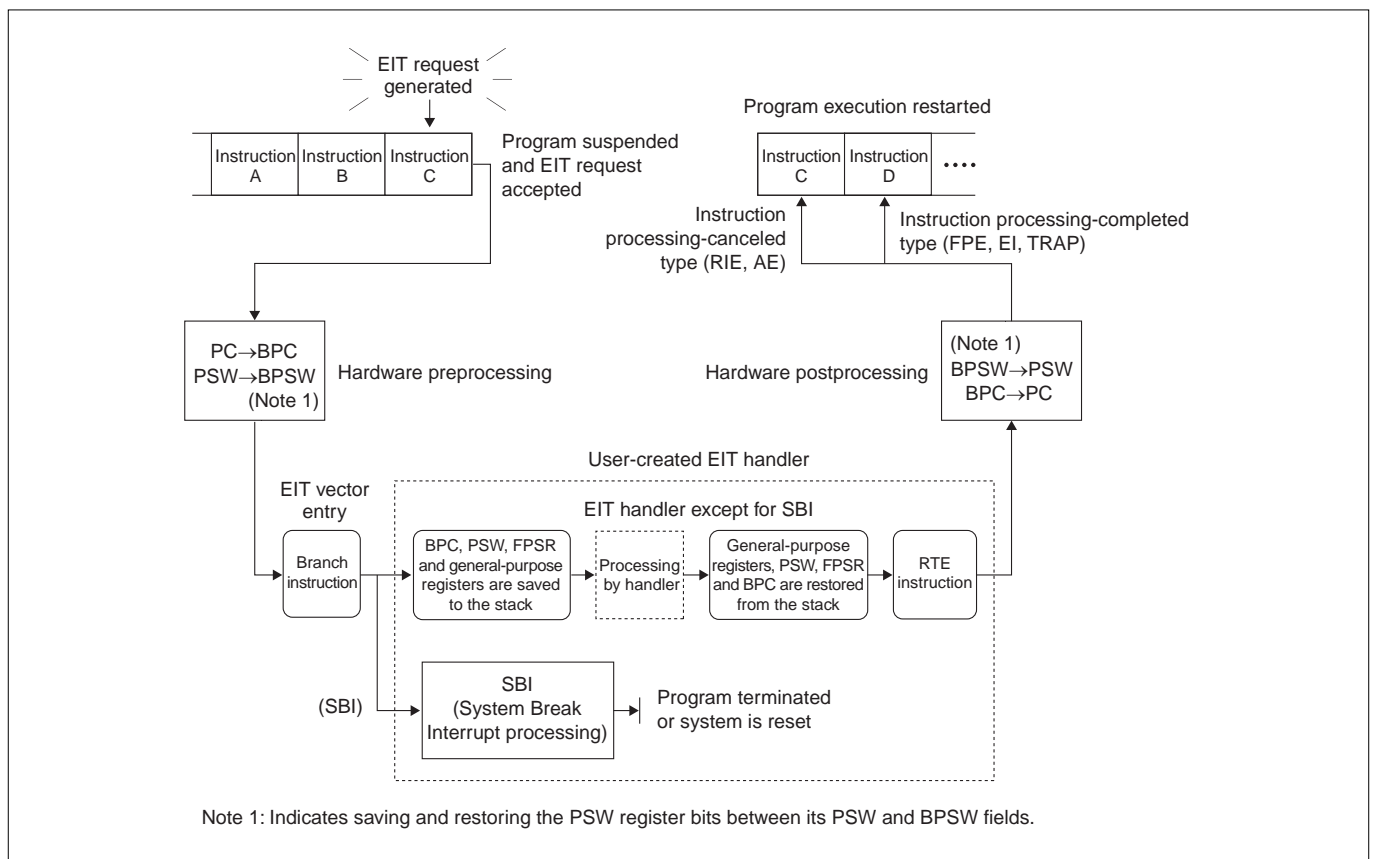 EIT request
generated
Program suspended
and EIT request
accepted
Instruction
A
Instruction
B
Instruction
C
Program execution restarted
Instruction
C
Instruction
D
••••
Instruction
processing-canceled
type (RIE, AE)
Instruction processing-completed
type (FPE, EI, TRAP)
PC→BPC
PSW→BPSW
(Note 1)
Hardware preprocessing
Hardware postprocessing
(Note 1)
BPSW→PSW
BPC→PC
User-created EIT handler
EIT vector
entry
EIT handler except for SBI
Branch
instruction
BPC, PSW, FPSR
and general-purpose
registers are saved
to the stack
Processing
by handler
General-purpose
registers, PSW, FPSR
and BPC are restored
from the stack
RTE
instruction
(SBI)
SBI
(System Break
Interrupt processing)
Program terminated
or system is reset
Note 1: Indicates saving and restoring the PSW register bits between its PSW and BPSW fields.